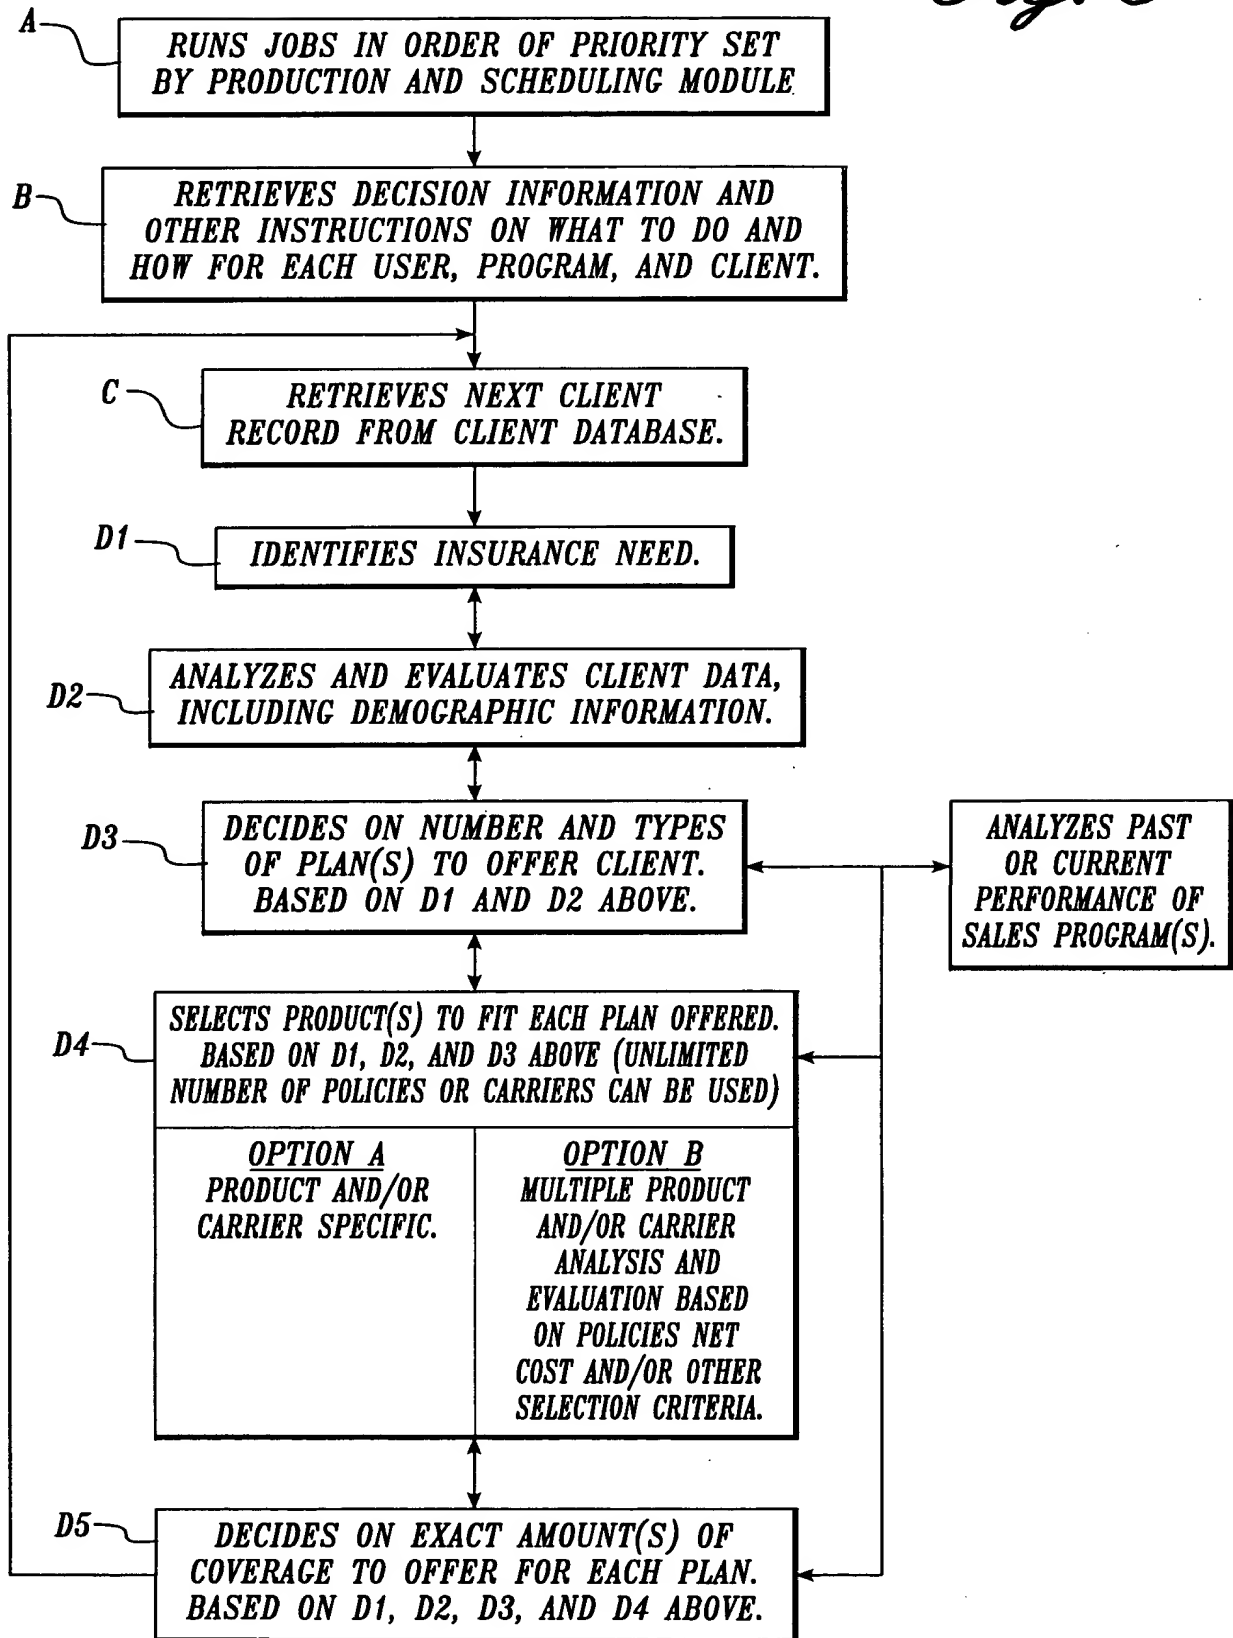 A
RUNS JOBS IN ORDER OF PRIORITY SET
BY PRODUCTION AND SCHEDULING MODULE
B
RETRIEVES DECISION INFORMATION AND
OTHER INSTRUCTIONS ON WHAT TO DO AND
HOW FOR EACH USER, PROGRAM, AND CLIENT.
C
RETRIEVES NEXT CLIENT
RECORD FROM CLIENT DATABASE.
D1
IDENTIFIES INSURANCE NEED.
D2
ANALYZES AND EVALUATES CLIENT DATA,
INCLUDING DEMOGRAPHIC INFORMATION.
D3
DECIDES ON NUMBER AND TYPES
OF PLAN(S) TO OFFER CLIENT.
BASED ON D1 AND D2 ABOVE.
ANALYZES PAST
OR CURRENT
PERFORMANCE OF
SALES PROGRAM(S).
D4
SELECTS PRODUCT(S) TO FIT EACH PLAN OFFERED.
BASED ON D1, D2, AND D3 ABOVE (UNLIMITED
NUMBER OF POLICIES OR CARRIERS CAN BE USED)
OPTION A
PRODUCT AND/OR
CARRIER SPECIFIC.
OPTION B
MULTIPLE PRODUCT
AND/OR CARRIER
ANALYSIS AND
EVALUATION BASED
ON POLICIES NET
COST AND/OR OTHER
SELECTION CRITERIA.
D5
DECIDES ON EXACT AMOUNT(S) OF
COVERAGE TO OFFER FOR EACH PLAN.
BASED ON D1, D2, D3, AND D4 ABOVE.